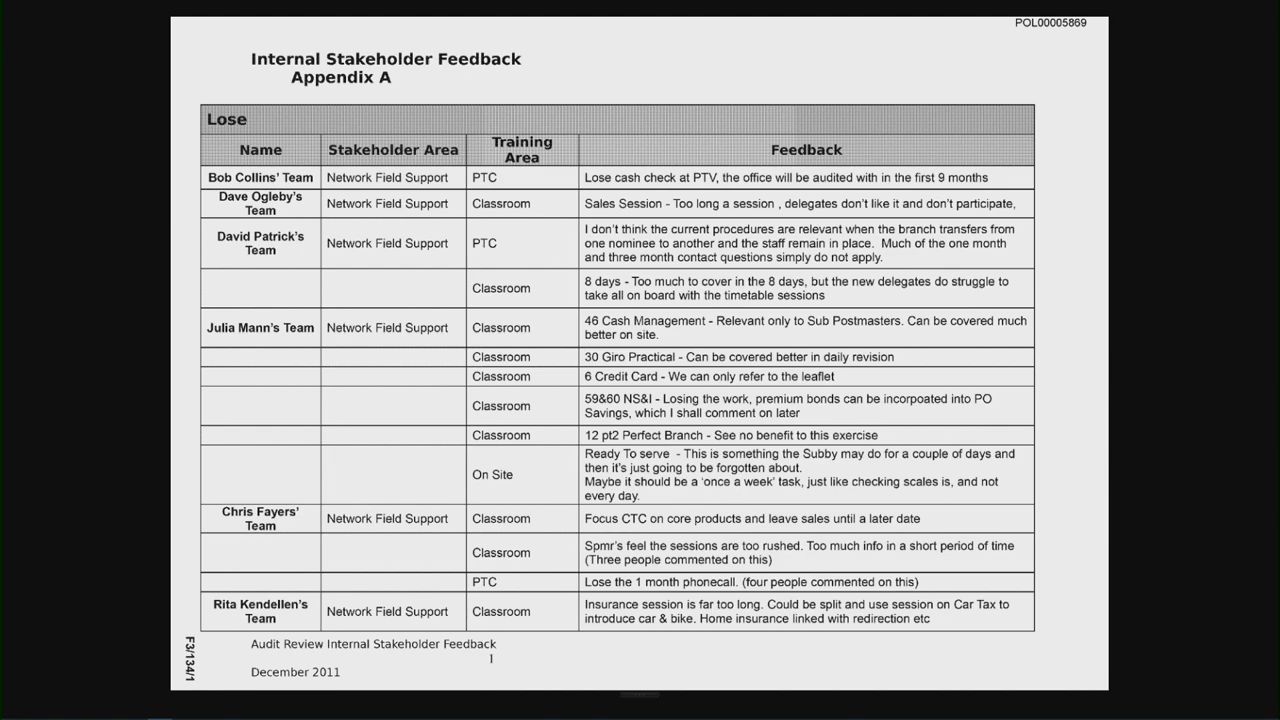 POL00005869
Internal Stakeholder Feedback
Appendix A
Lose
Name Stakeholder Area Training Area Feedback
Bob Collins' Team Network Field Support PTC Lose cash check at PTV, the office will be audited with in the first 9 months
Dave Ogleby's Team Network Field Support Classroom Sales Session - Too long a session , delegates don't like it and don't participate,
David Patrick's Team Network Field Support PTC I don't think the current procedures are relevant when the branch transfers from
one nominee to another and the staff remain in place. Much of the one month
and three month contact questions simply do not apply.
Classroom 8 days - Too much to cover in the 8 days, but the new delegates do struggle to
take all on board with the timetable sessions
Julia Mann's Team Network Field Support Classroom 46 Cash Management - Relevant only to Sub Postmasters. Can be covered much
better on site.
Classroom 30 Giro Practical - Can be covered better in daily revision
Classroom 6 Credit Card - We can only refer to the leaflet
Classroom 59&60 NS&I - Losing the work, premium bonds can be incorpoated into PO
Savings, which I shall comment on later
Classroom 12 pt2 Perfect Branch - See no benefit to this exercise
On Site Ready To serve - This is something the Subby may do for a couple of days and
then it's just going to be forgotten about.
Maybe it should be a 'once a week' task, just like checking scales is, and not
every day.
Chris Fayers' Team Network Field Support Classroom Focus CTC on core products and leave sales until a later date
Classroom Spmr's feel the sessions are too rushed. Too much info in a short period of time
(Three people commented on this)
PTC Lose the 1 month phonecall. (four people commented on this)
Rita Kendellen's Team Network Field Support Classroom Insurance session is far too long. Could be split and use session on Car Tax to
introduce car & bike. Home insurance linked with redirection etc
Audit Review Internal Stakeholder Feedback
1
December 2011
F3/134/1